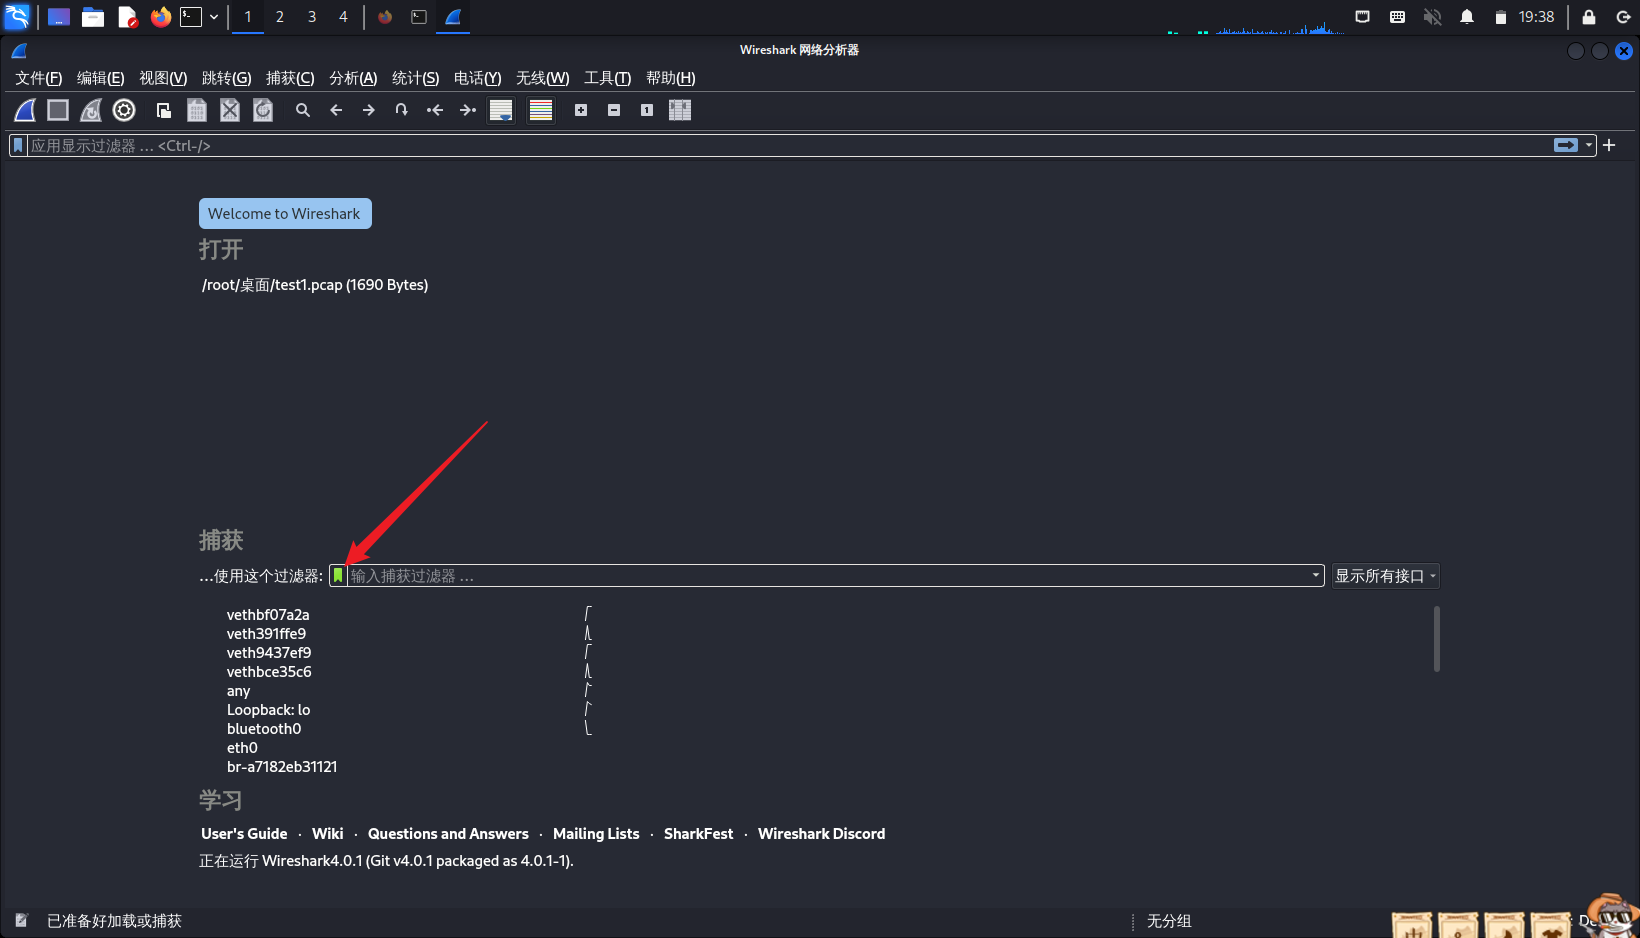 1 2 3 4 19:38
Wireshark 网络分析器
文件(F) 编辑(E) 视图(V) 跳转(G) 捕获(C) 分析(A) 统计(S) 电话(Y) 无线(W) 工具(T) 帮助(H)
应用显示过滤器 … <Ctrl-/>
Welcome to Wireshark
打开
/root/桌面/test1.pcap (1690 Bytes)
捕获
…使用这个过滤器: 输入捕获过滤器 … 显示所有接口
vethbf07a2a
veth391ffe9
veth9437ef9
vethbce35c6
any
Loopback: lo
bluetooth0
eth0
br-a7182eb31121
学习
User's Guide · Wiki · Questions and Answers · Mailing Lists · SharkFest · Wireshark Discord
正在运行 Wireshark4.0.1 (Git v4.0.1 packaged as 4.0.1-1).
已准备好加载或捕获 无分组